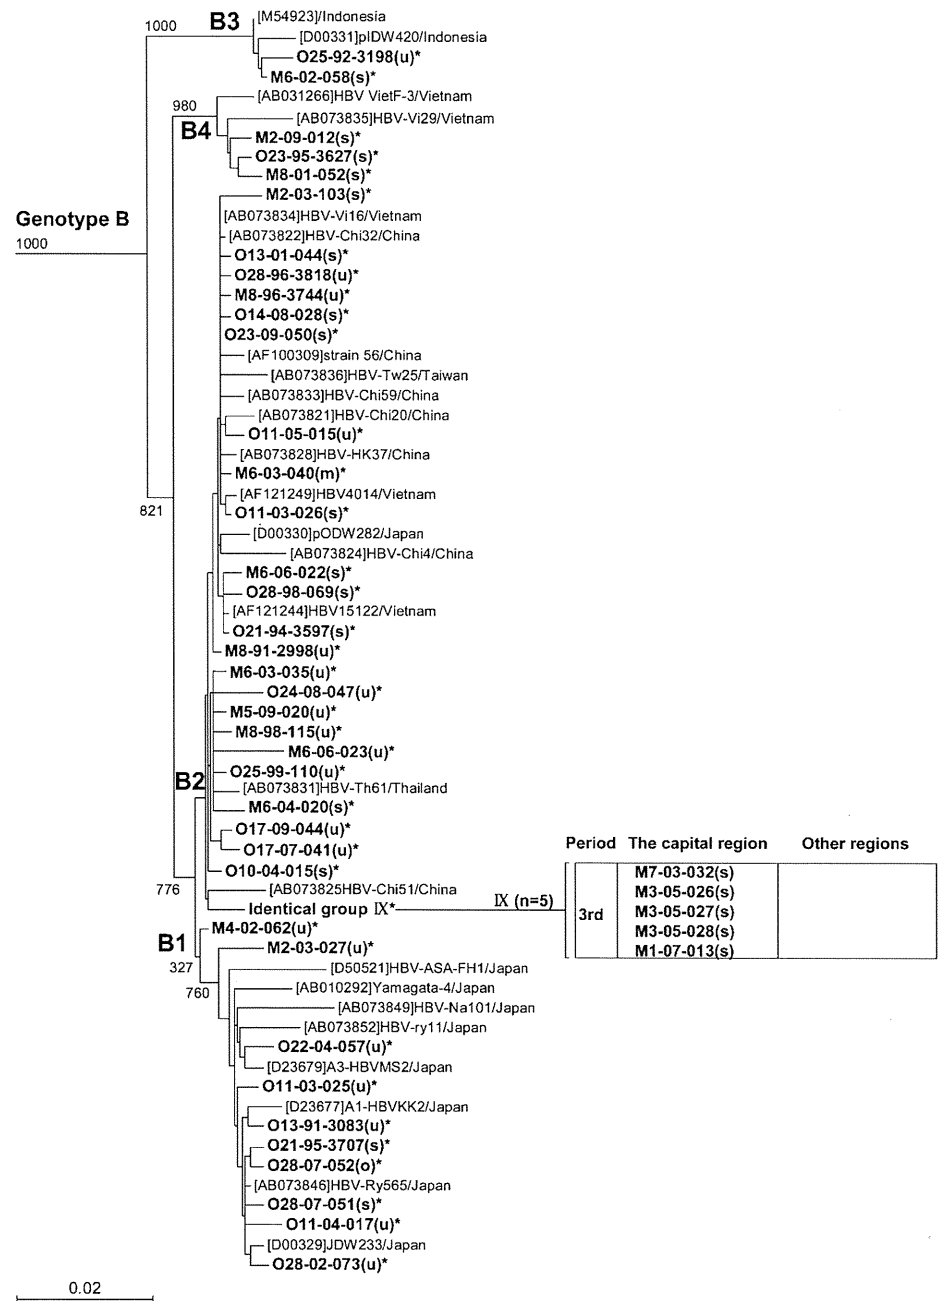 [M54923]/Indonesia
1000
B3
[D00331]pIDW420/Indonesia
O25-92-3198(u)*
M6-02-058(s)*
[AB031266]HBV VietF-3/Vietnam
980
[AB073835]HBV-Vi29/Vietnam
B4
M2-09-012(s)*
O23-95-3627(s)*
M8-01-052(s)*
M2-03-103(s)*
Genotype B
[AB073834]HBV-Vi16/Vietnam
1000
[AB073822]HBV-Chi32/China
O13-01-044(s)*
O28-96-3818(u)*
M8-96-3744(u)*
O14-08-028(s)*
O23-09-050(s)*
[AF100309]strain 56/China
[AB073836]HBV-Tw25/Taiwan
[AB073833]HBV-Chi59/China
[AB073821]HBV-Chi20/China
O11-05-015(u)*
[AB073828]HBV-HK37/China
M6-03-040(m)*
[AF121249]HBV4014/Vietnam
821
O11-03-026(s)*
[D00330]pODW282/Japan
[AB073824]HBV-Chi4/China
M6-06-022(s)*
O28-98-069(s)*
[AF121244]HBV15122/Vietnam
O21-94-3597(s)*
M8-91-2998(u)*
M6-03-035(u)*
O24-08-047(u)*
M5-09-020(u)*
M8-98-115(u)*
M6-06-023(u)*
O25-99-110(u)*
B2
[AB073831]HBV-Th61/Thailand
M6-04-020(s)*
O17-09-044(u)*
O17-07-041(u)*
O10-04-015(s)*
776
[AB073825HBV-Chi51/China
Identical group Ⅸ*
Ⅸ (n=5)
Period The capital region Other regions
3rd
M7-03-032(s)
M3-05-026(s)
M3-05-027(s)
M3-05-028(s)
M1-07-013(s)
M4-02-062(u)*
B1
M2-03-027(u)*
327
[D50521]HBV-ASA-FH1/Japan
760
[AB010292]Yamagata-4/Japan
[AB073849]HBV-Na101/Japan
[AB073852]HBV-ry11/Japan
O22-04-057(u)*
[D23679]A3-HBVMS2/Japan
O11-03-025(u)*
[D23677]A1-HBVKK2/Japan
O13-91-3083(u)*
O21-95-3707(s)*
O28-07-052(o)*
[AB073846]HBV-Ry565/Japan
O28-07-051(s)*
O11-04-017(u)*
[D00329]JDW233/Japan
O28-02-073(u)*
0.02